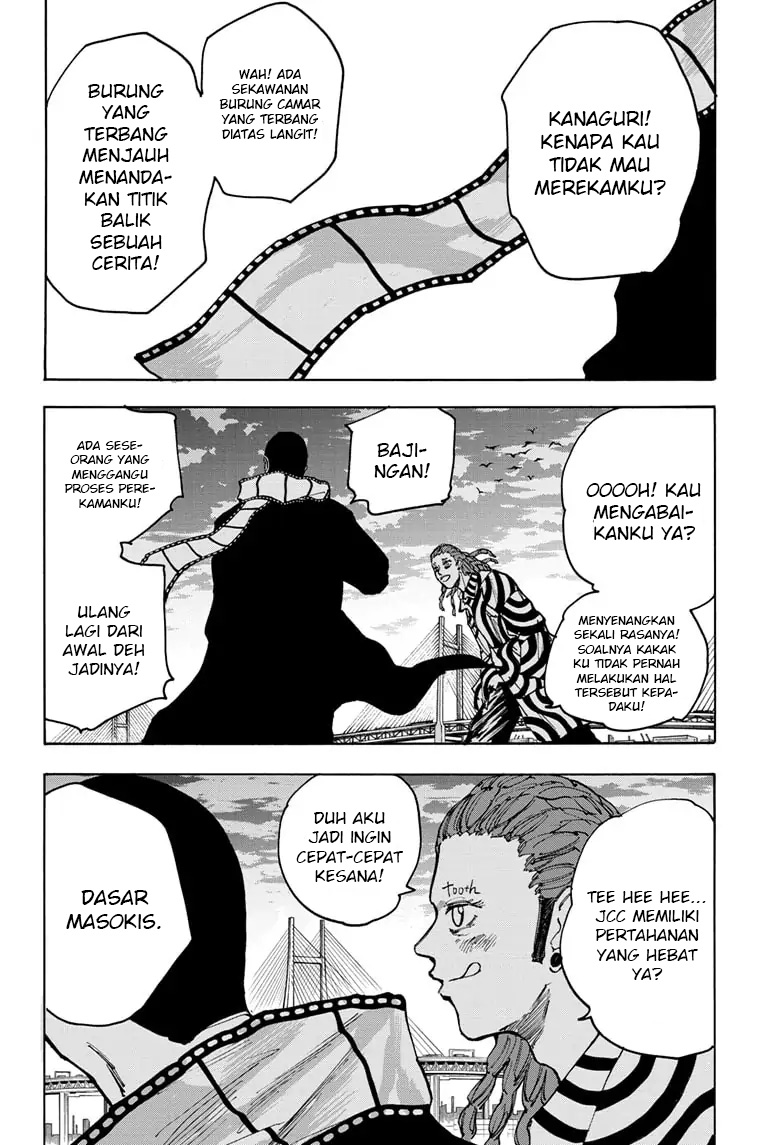 KANAGURI!
KENAPA KAU
TIDAK MAU
MEREKAMKU?
WAH! ADA
SEKAWANAN
BURUNG CAMAR
YANG TERBANG
DIATAS LANGIT!
BURUNG
YANG
TERBANG
MENJAUH
MENANDA-
KAN TITIK
BALIK
SEBUAH
CERITA!
OOOOH! KAU
MENGABAI-
KANKU YA?
MENYENANGKAN
SEKALI RASANYA!
SOALNYA KAKAK
KU TIDAK PERNAH
MELAKUKAN HAL
TERSEBUT KEPA-
DAKU!
BAJI-
NGAN!
ADA SESE-
ORANG YANG
MENGGANGU
PROSES PERE-
KAMANKU!
ULANG
LAGI DARI
AWAL DEH
JADINYA!
TEE HEE HEE...
JCC MEMILIKI
PERTAHANAN
YANG HEBAT
YA?
DUH AKU
JADI INGIN
CEPAT-CEPAT
KESANA!
tooth
DASAR
MASOKIS.